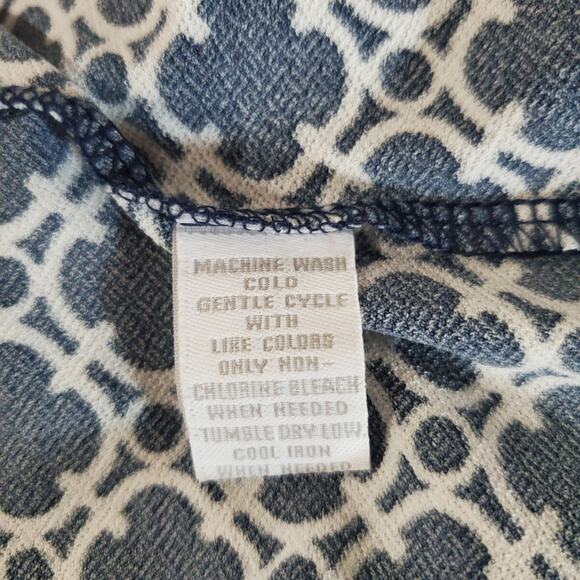 MACHINE WASH
COLD
GENTLE CYCLE
WITH
LIKE COLORS
ONLY NON-
CHLORINE BLEACH
WHEN NEEDED
TUMBLE DRY LOW
COOL IRON
WHEN NEEDED